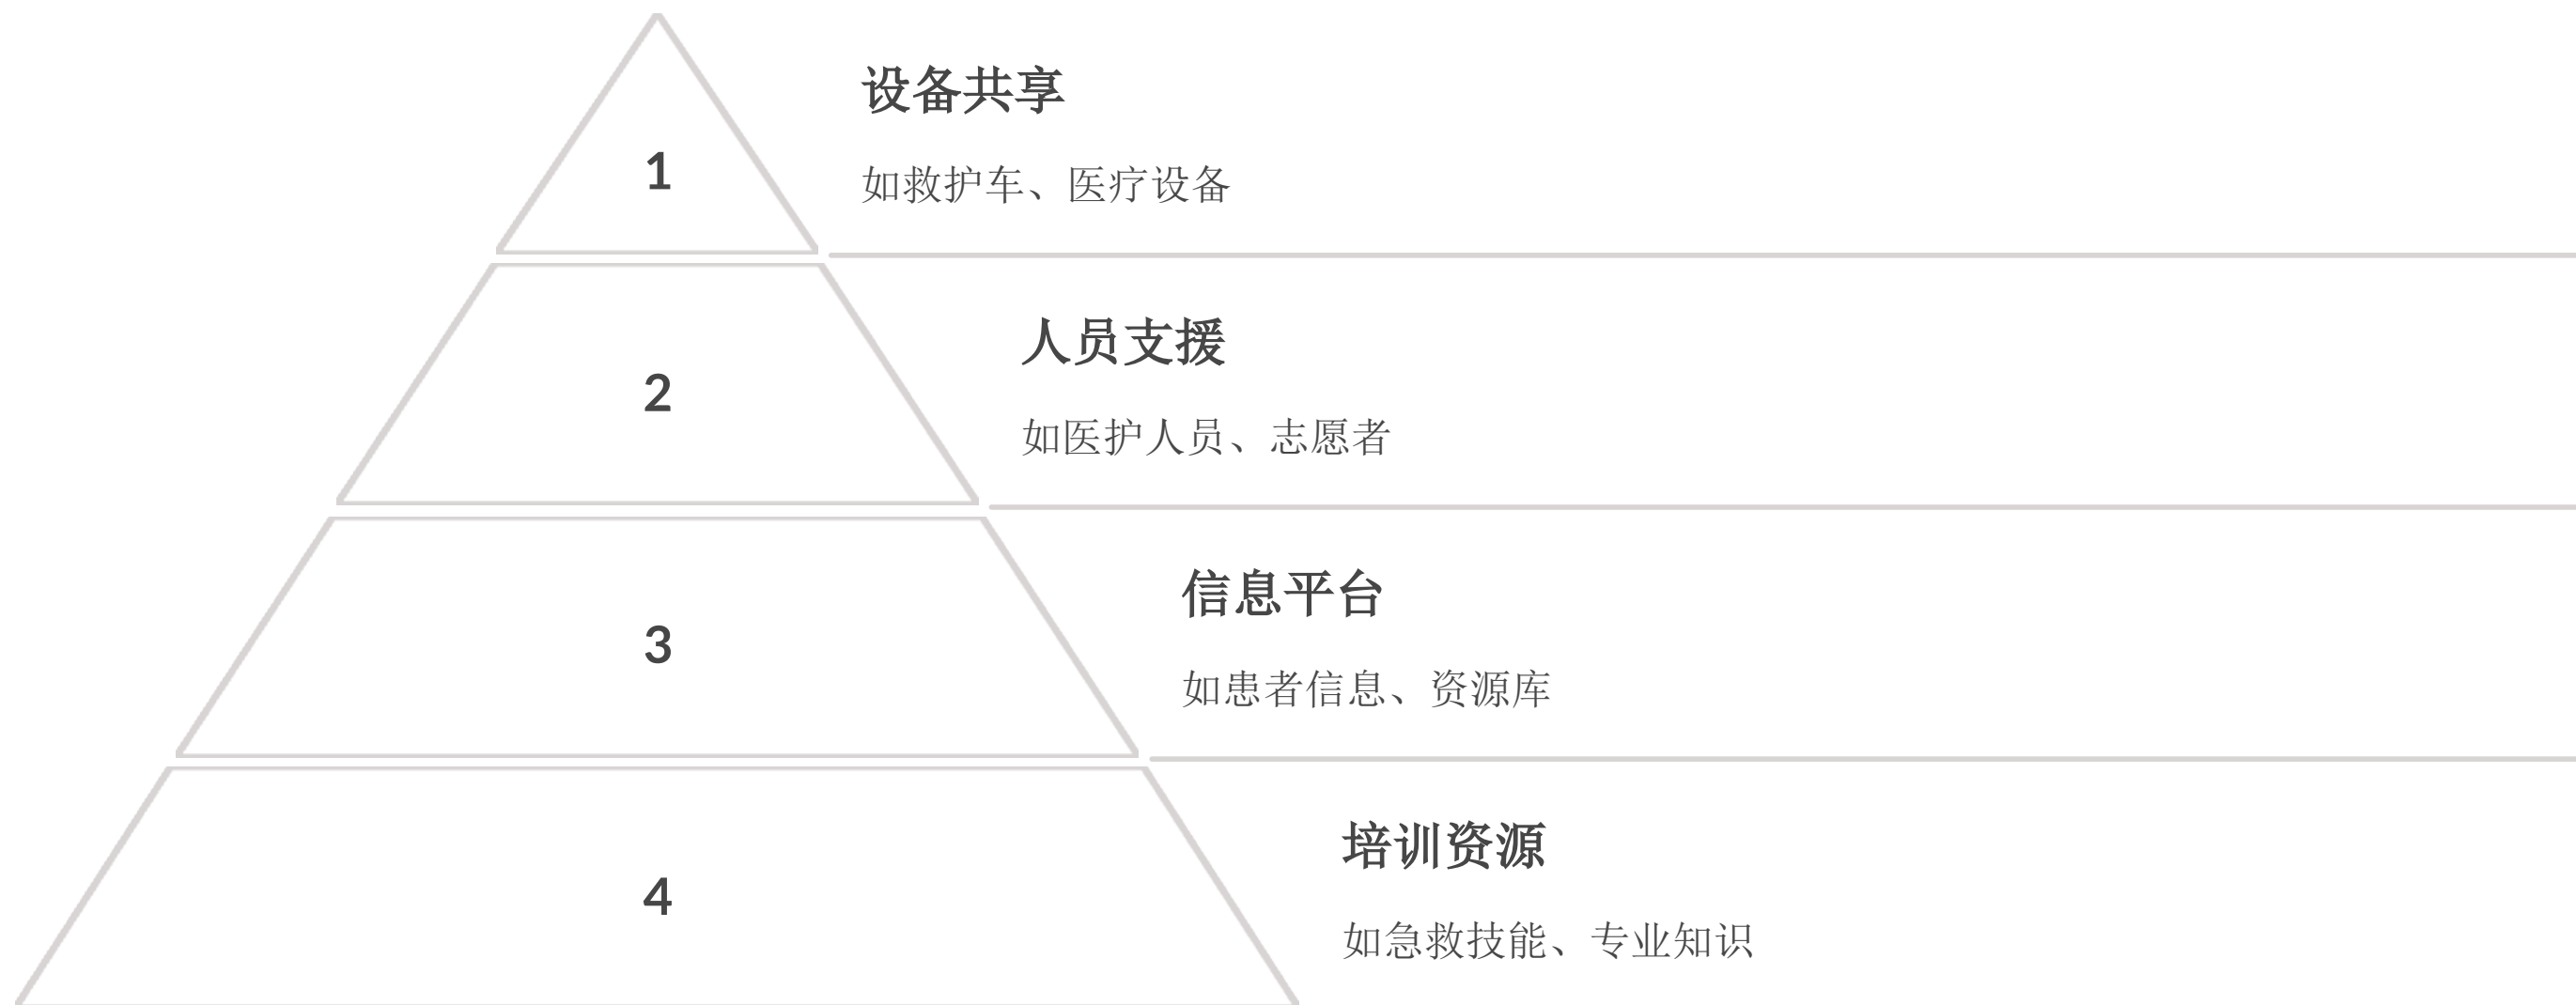 1
设备共享
如救护车、医疗设备
2
人员支援
如医护人员、志愿者
3
信息平台
如患者信息、资源库
4
培训资源
如急救技能、专业知识